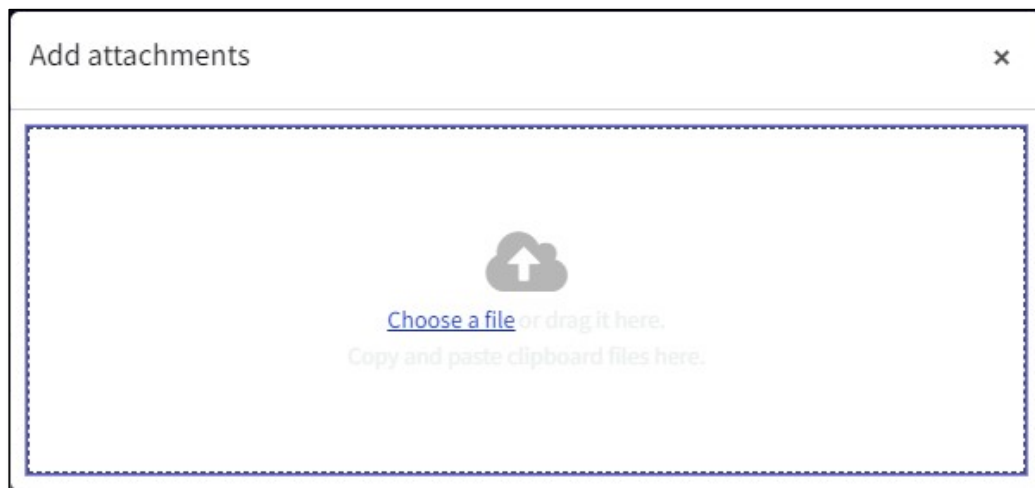 Add attachments
Choose a file or drag it here.
Copy and paste clipboard files here.